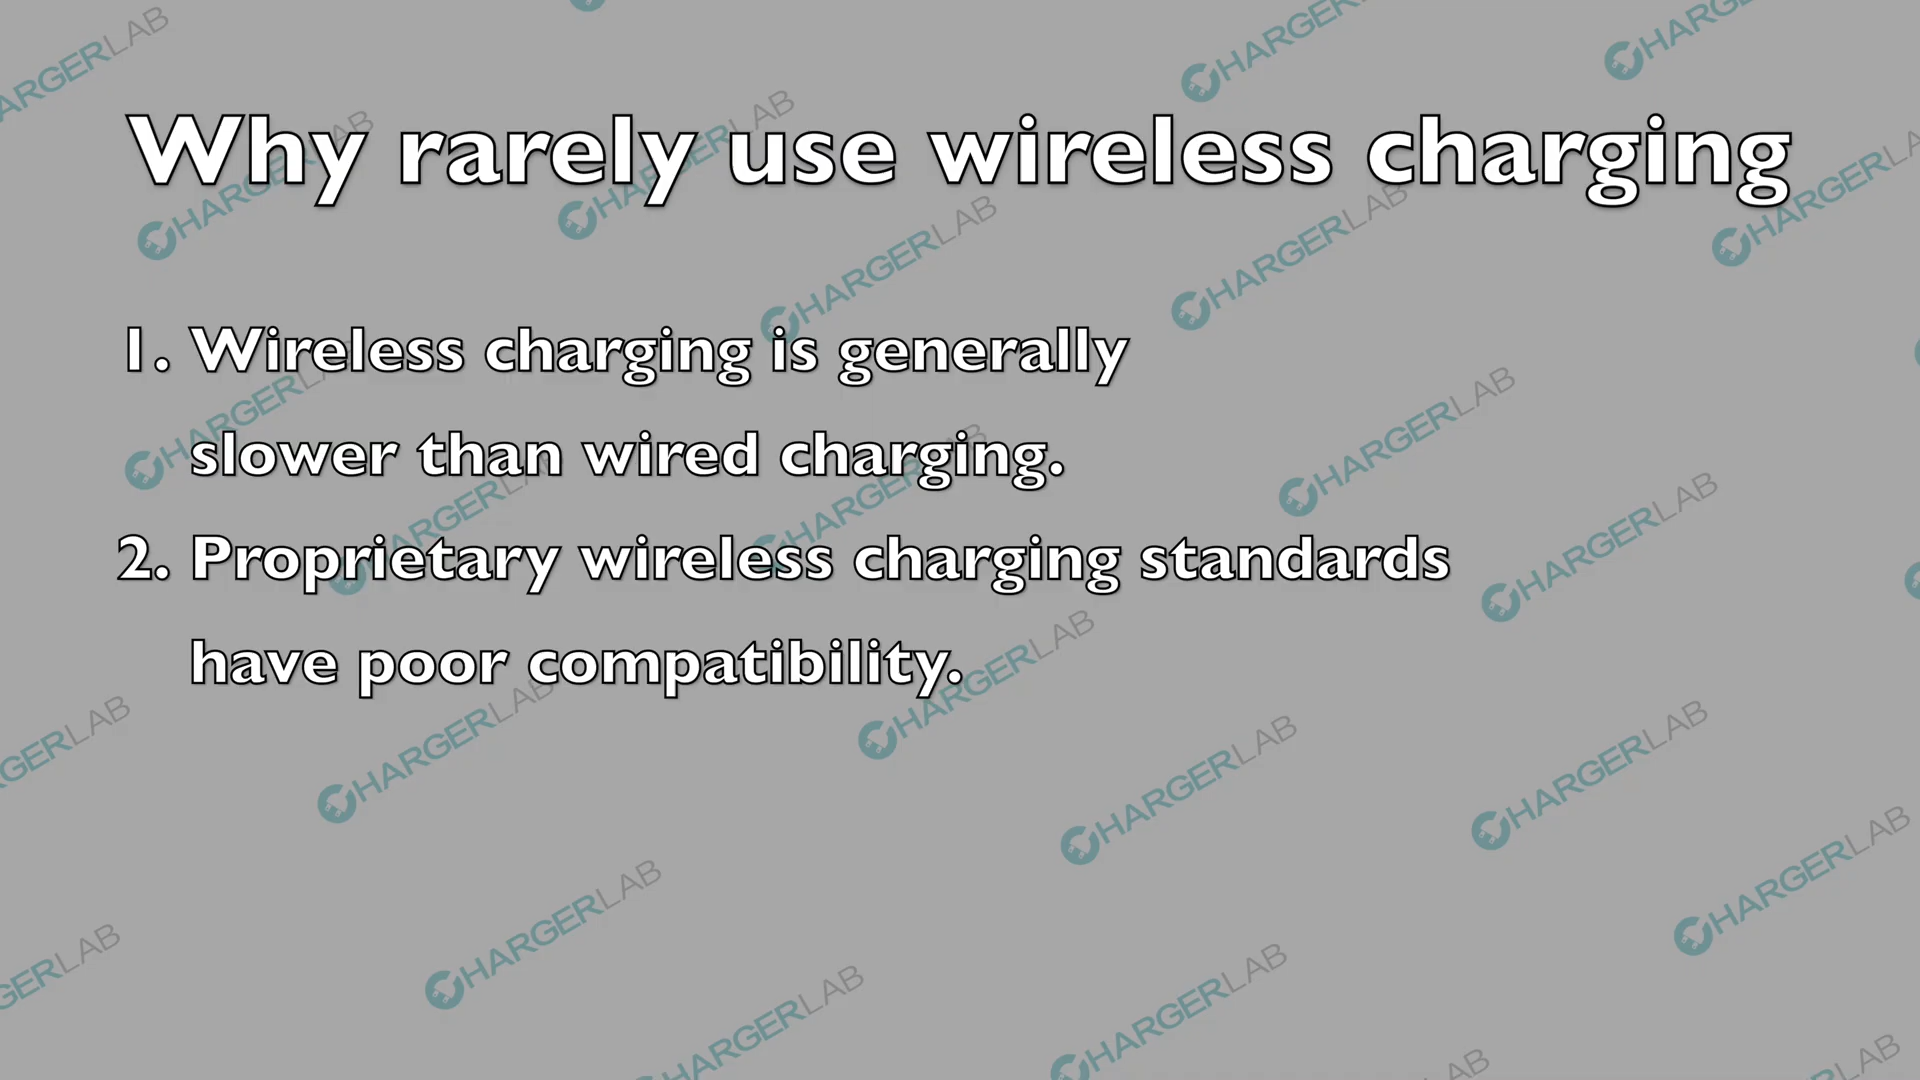 Why rarely use wireless charging
1. Wireless charging is generally
slower than wired charging.
2. Proprietary wireless charging standards
have poor compatibility.
CHARGERLAB